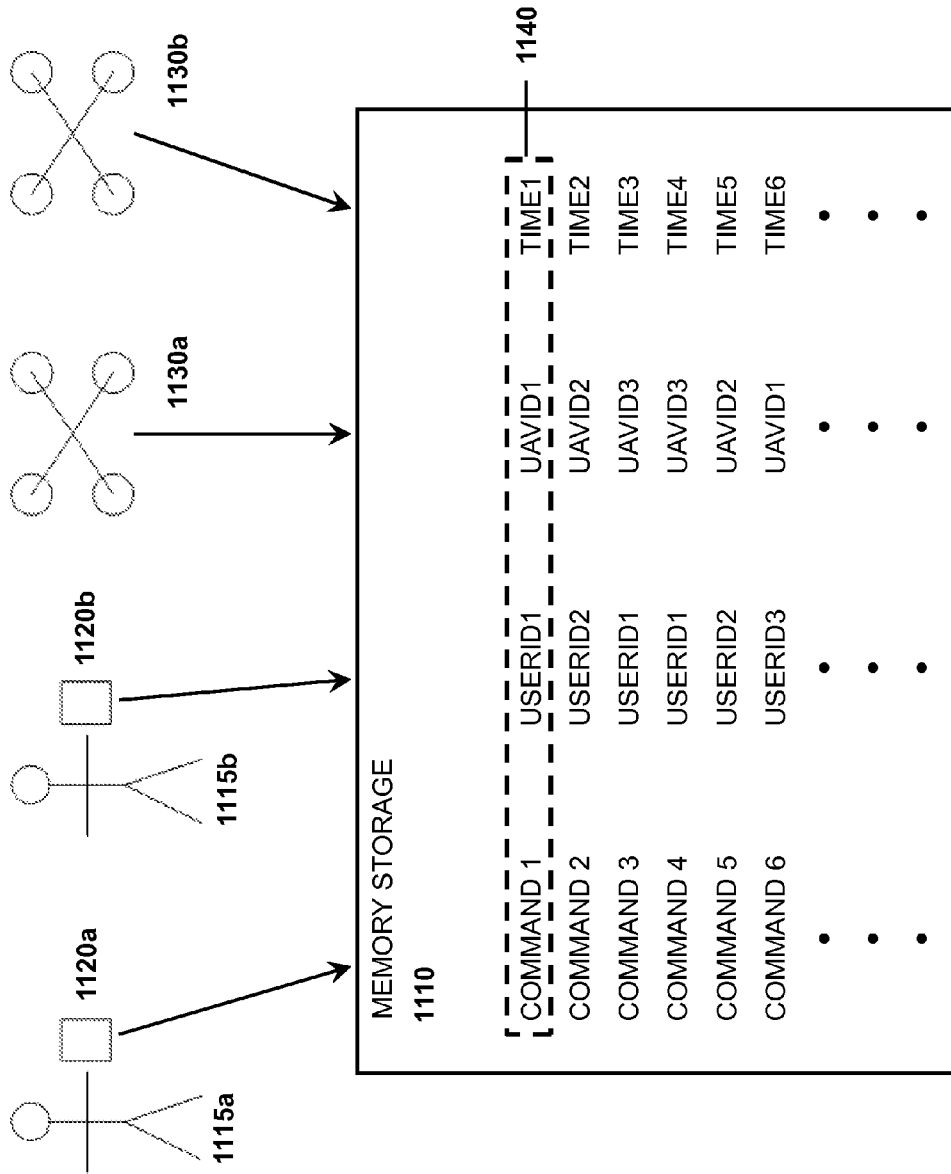 1120a 1120b
1115a 1115b 1130a 1130b
MEMORY STORAGE
1110
1140
COMMAND 1 USERID1 UAVID1 TIME1
COMMAND 2 USERID2 UAVID2 TIME2
COMMAND 3 USERID1 UAVID3 TIME3
COMMAND 4 USERID1 UAVID3 TIME4
COMMAND 5 USERID2 UAVID2 TIME5
COMMAND 6 USERID3 UAVID1 TIME6